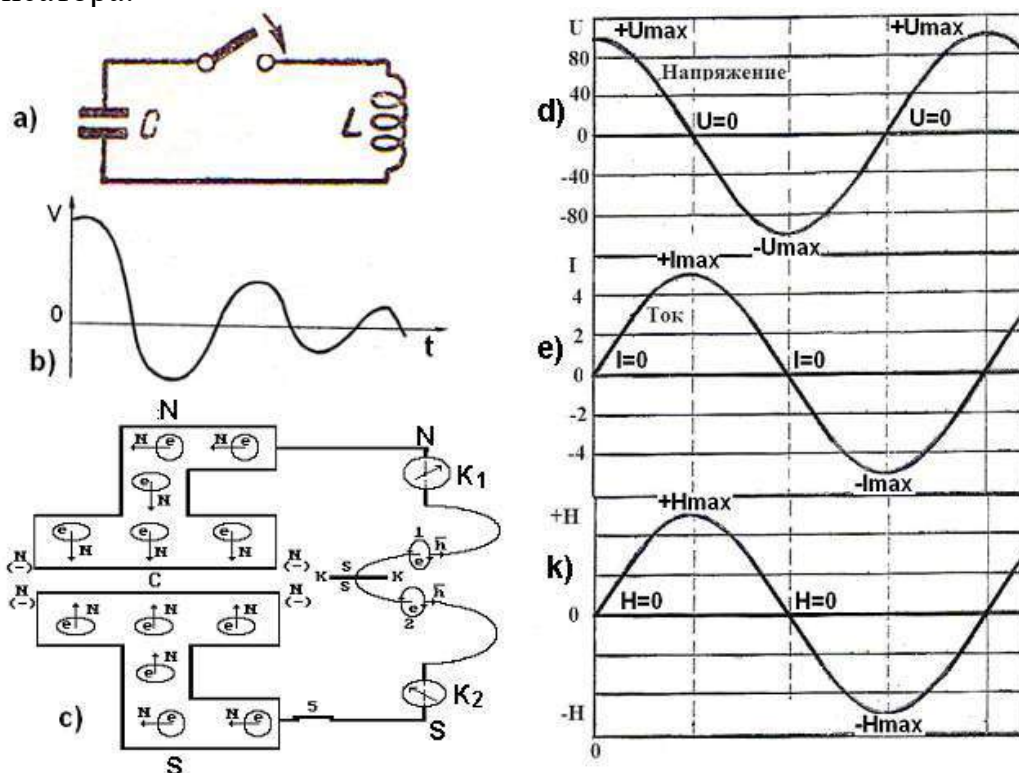 a)
C
L
V
0
t
b)
N
N e N e
e N
e N e N e N
N (-) N (-)
C
N (-) N (-)
N e N e N e
e N
N e N e
c)
S
S
N
K1
1
e h
K S K
S
e h
2
K2
S
U
+Umax
+Umax
80
Напряжение
40
d)
0
U=0
U=0
-40
-80
-Umax
I
+Imax
4
Ток
2
e)
0
I=0
I=0
-2
-4
-Imax
+H
+Hmax
k)
0
H=0
H=0
-H
-Hmax
0